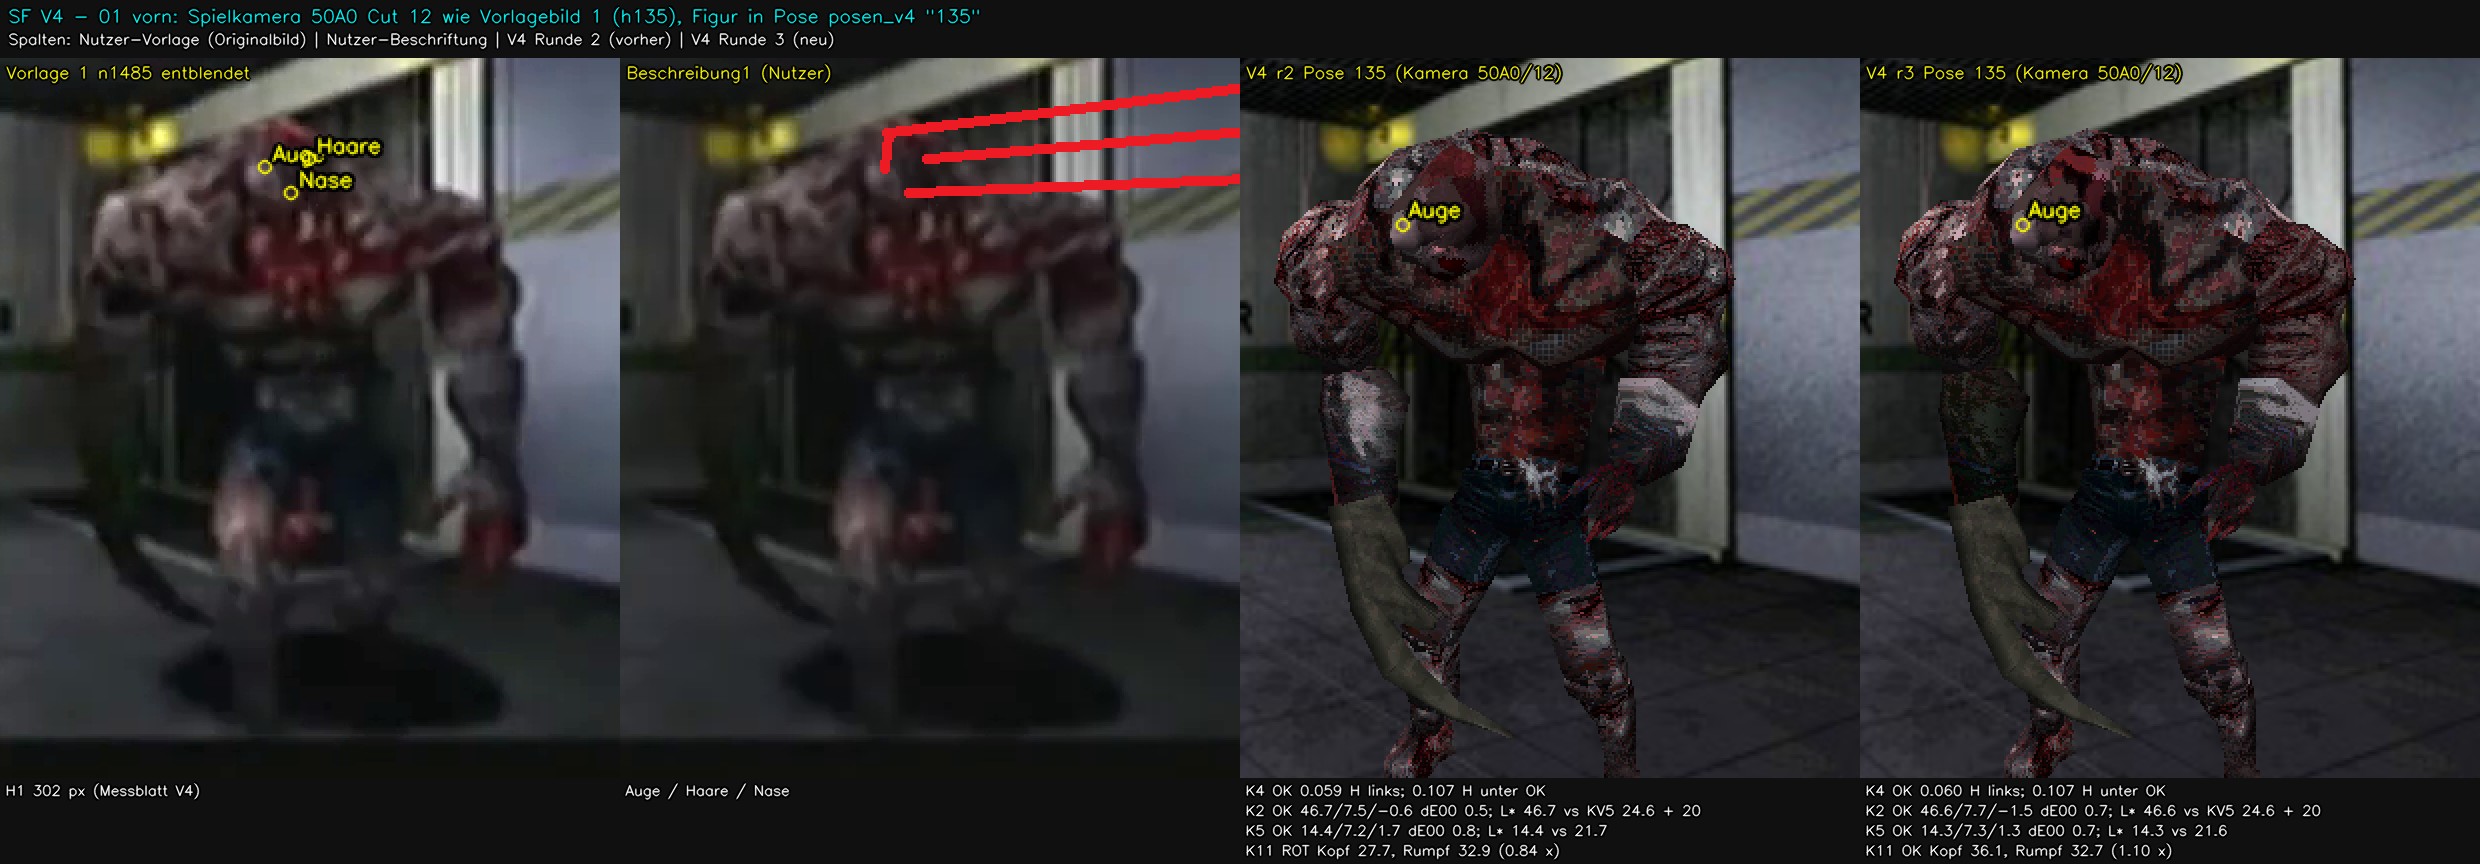 SF V4 - 01 vorn: Spielkamera 50A0 Cut 12 wie Vorlagebild 1 (h135), Figur in Pose posen_v4 "135"
Spalten: Nutzer-Vorlage (Originalbild) | Nutzer-Beschriftung | V4 Runde 2 (vorher) | V4 Runde 3 (neu)
Vorlage 1 n1485 entblendet
Beschreibung1 (Nutzer)
V4 r2 Pose 135 (Kamera 50A0/12)
V4 r3 Pose 135 (Kamera 50A0/12)
Haare
Nase
Auge
Auge
R
R
H1 302 px (Messblatt V4)
Auge / Haare / Nase
K4 OK 0.059 H links; 0.107 H unter OK
K2 OK 46.7/7.5/-0.6 dE00 0.5; L* 46.7 vs KV5 24.6 + 20
K5 OK 14.4/7.2/1.7 dE00 0.8; L* 14.4 vs 21.7
K11 ROT Kopf 27.7, Rumpf 32.9 (0.84 x)
K4 OK 0.060 H links; 0.107 H unter OK
K2 OK 46.6/7.7/-1.5 dE00 0.7; L* 46.6 vs KV5 24.6 + 20
K5 OK 14.3/7.3/1.3 dE00 0.7; L* 14.3 vs 21.6
K11 OK Kopf 36.1, Rumpf 32.7 (1.10 x)